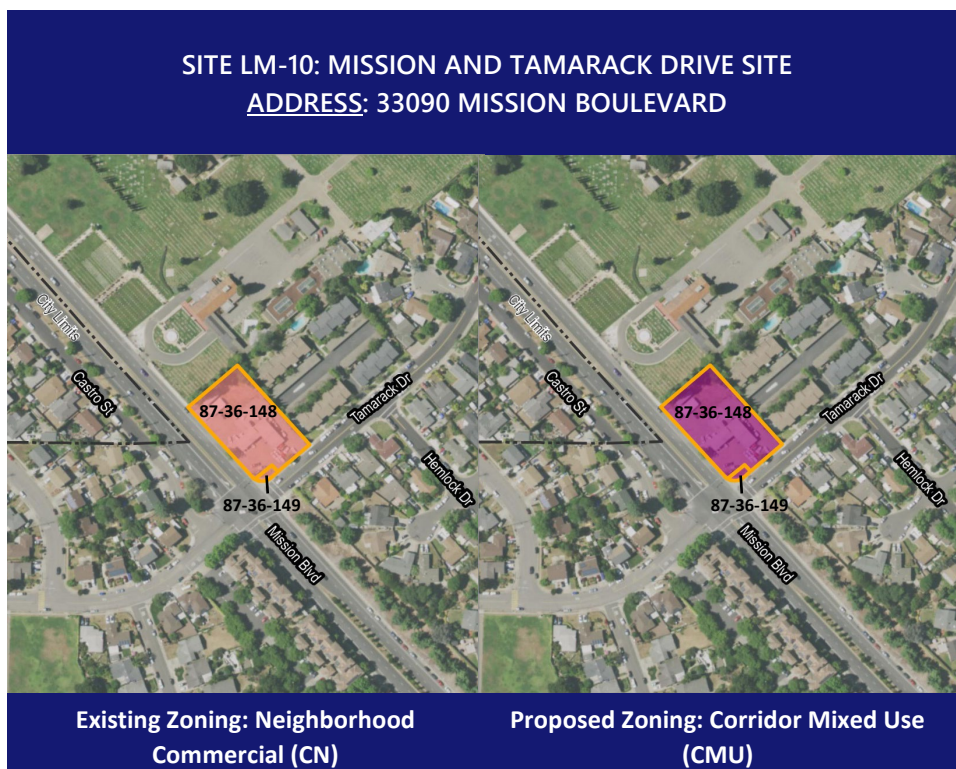 SITE LM-10: MISSION AND TAMARACK DRIVE SITE
ADDRESS: 33090 MISSION BOULEVARD
City Limits
Castro St
87-36-148
Tamarack Dr
Hemlock Dr
87-36-149
Mission Blvd
City Limits
Castro St
87-36-148
Tamarack Dr
Hemlock Dr
87-36-149
Mission Blvd
Existing Zoning: Neighborhood
Commercial (CN)
Proposed Zoning: Corridor Mixed Use
(CMU)